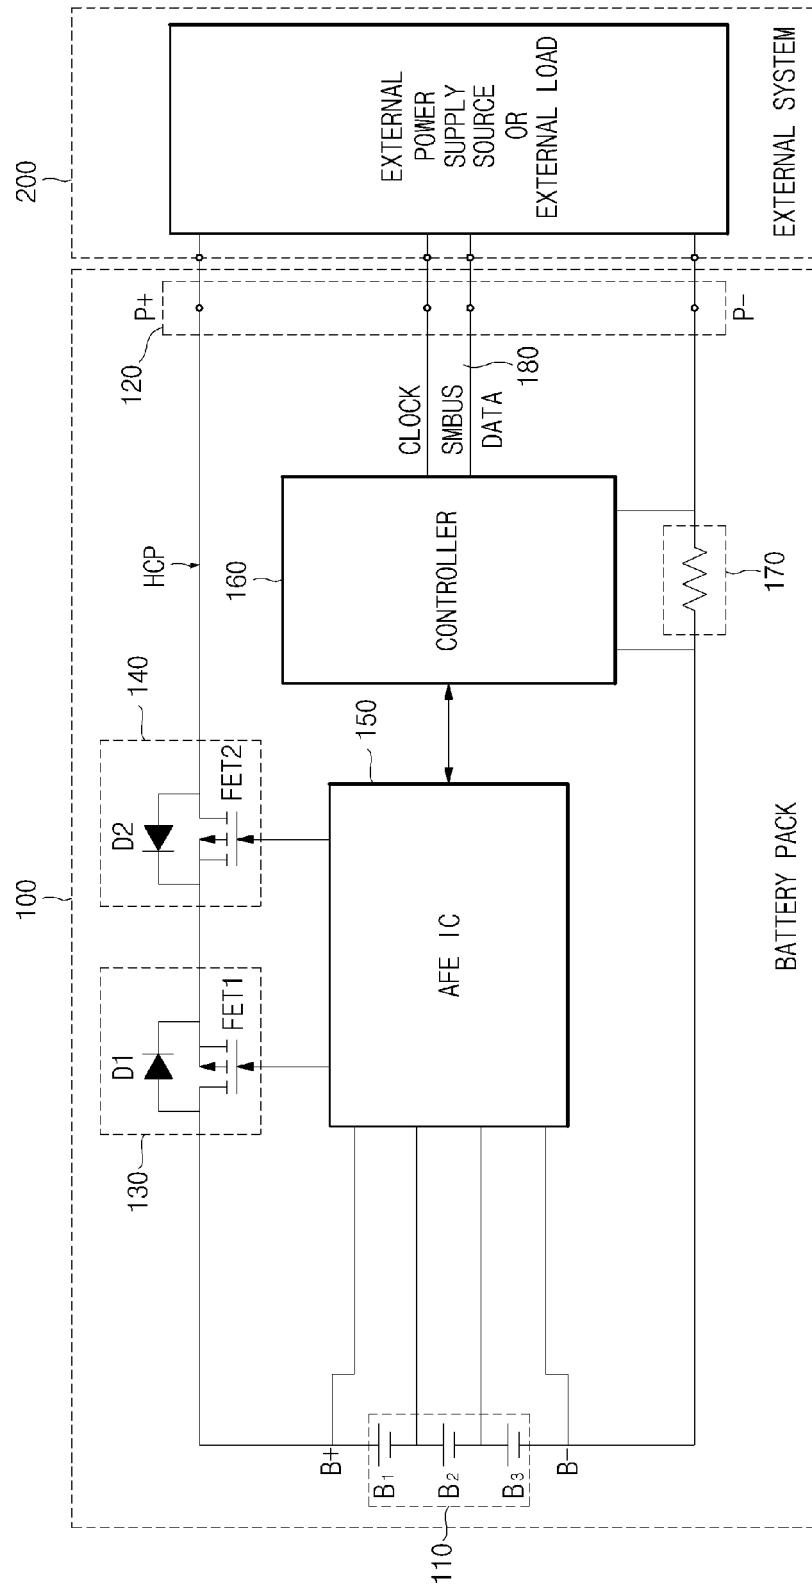 100
200
130
140
120
D1
D2
HCP
P+
FET1
FET2
150
160
B+
B1
B2
B3
B-
110
AFE IC
CONTROLLER
CLOCK
SMBUS
DATA
180
EXTERNAL
POWER
SUPPLY
SOURCE
OR
EXTERNAL LOAD
P-
170
BATTERY PACK
EXTERNAL SYSTEM